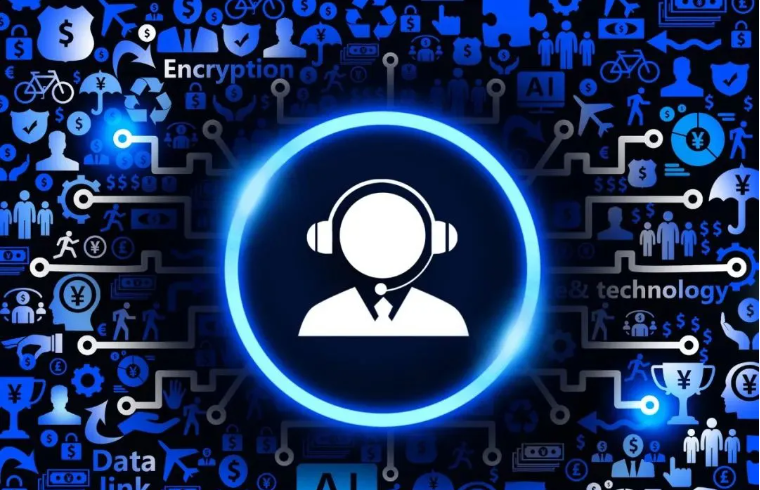 Encryption
AI
& technology
Data
link
AI